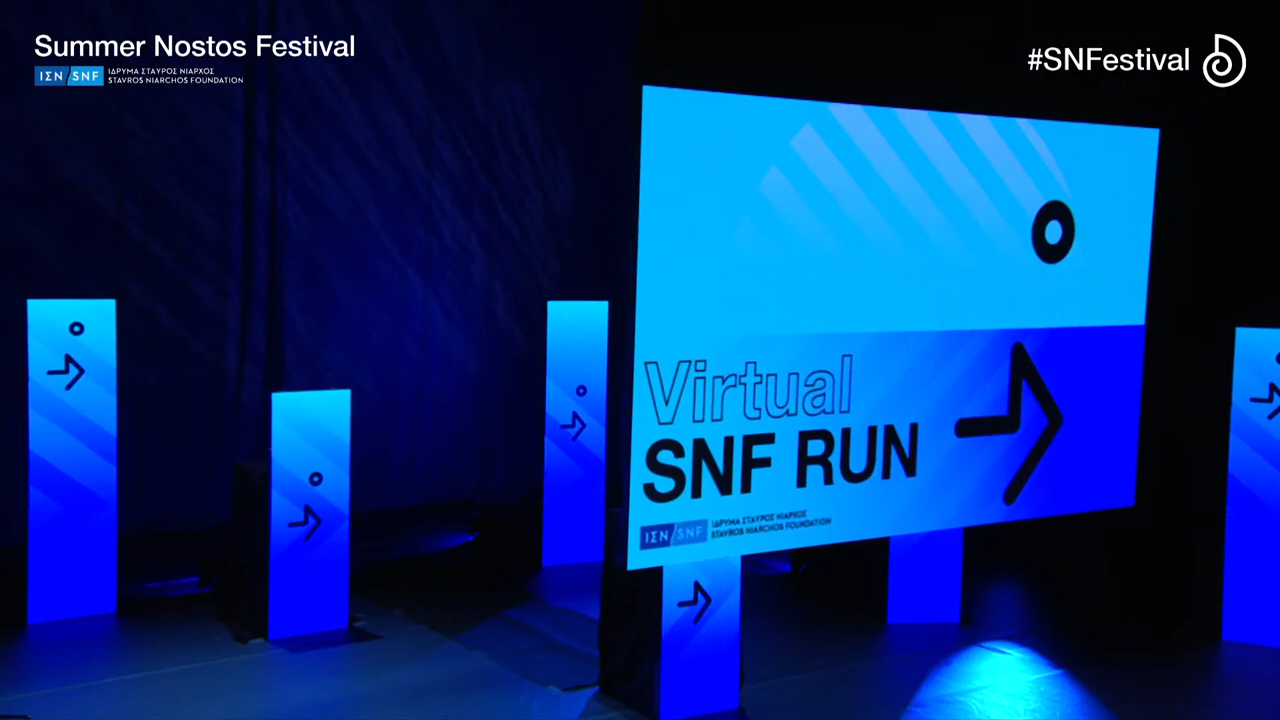 Summer Nostos Festival
ΙΣΝ/SNF ΙΔΡΥΜΑ ΣΤΑΥΡΟΣ ΝΙΑΡΧΟΣ
STAVROS NIARCHOS FOUNDATION
#SNFestival
Virtual
SNF RUN
ΙΣΝ/SNF ΙΔΡΥΜΑ ΣΤΑΥΡΟΣ ΝΙΑΡΧΟΣ
STAVROS NIARCHOS FOUNDATION